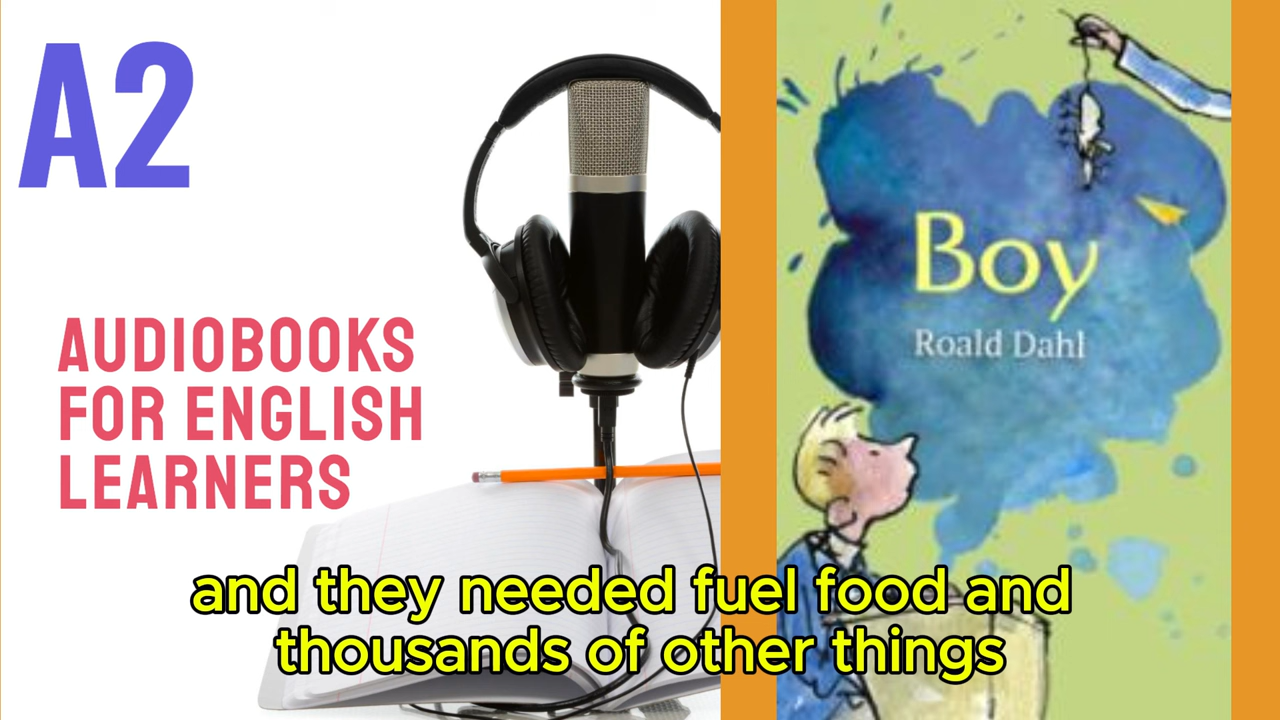 A2
AUDIOBOOKS
FOR ENGLISH
LEARNERS
Boy
Roald Dahl
and they needed fuel food and
thousands of other things